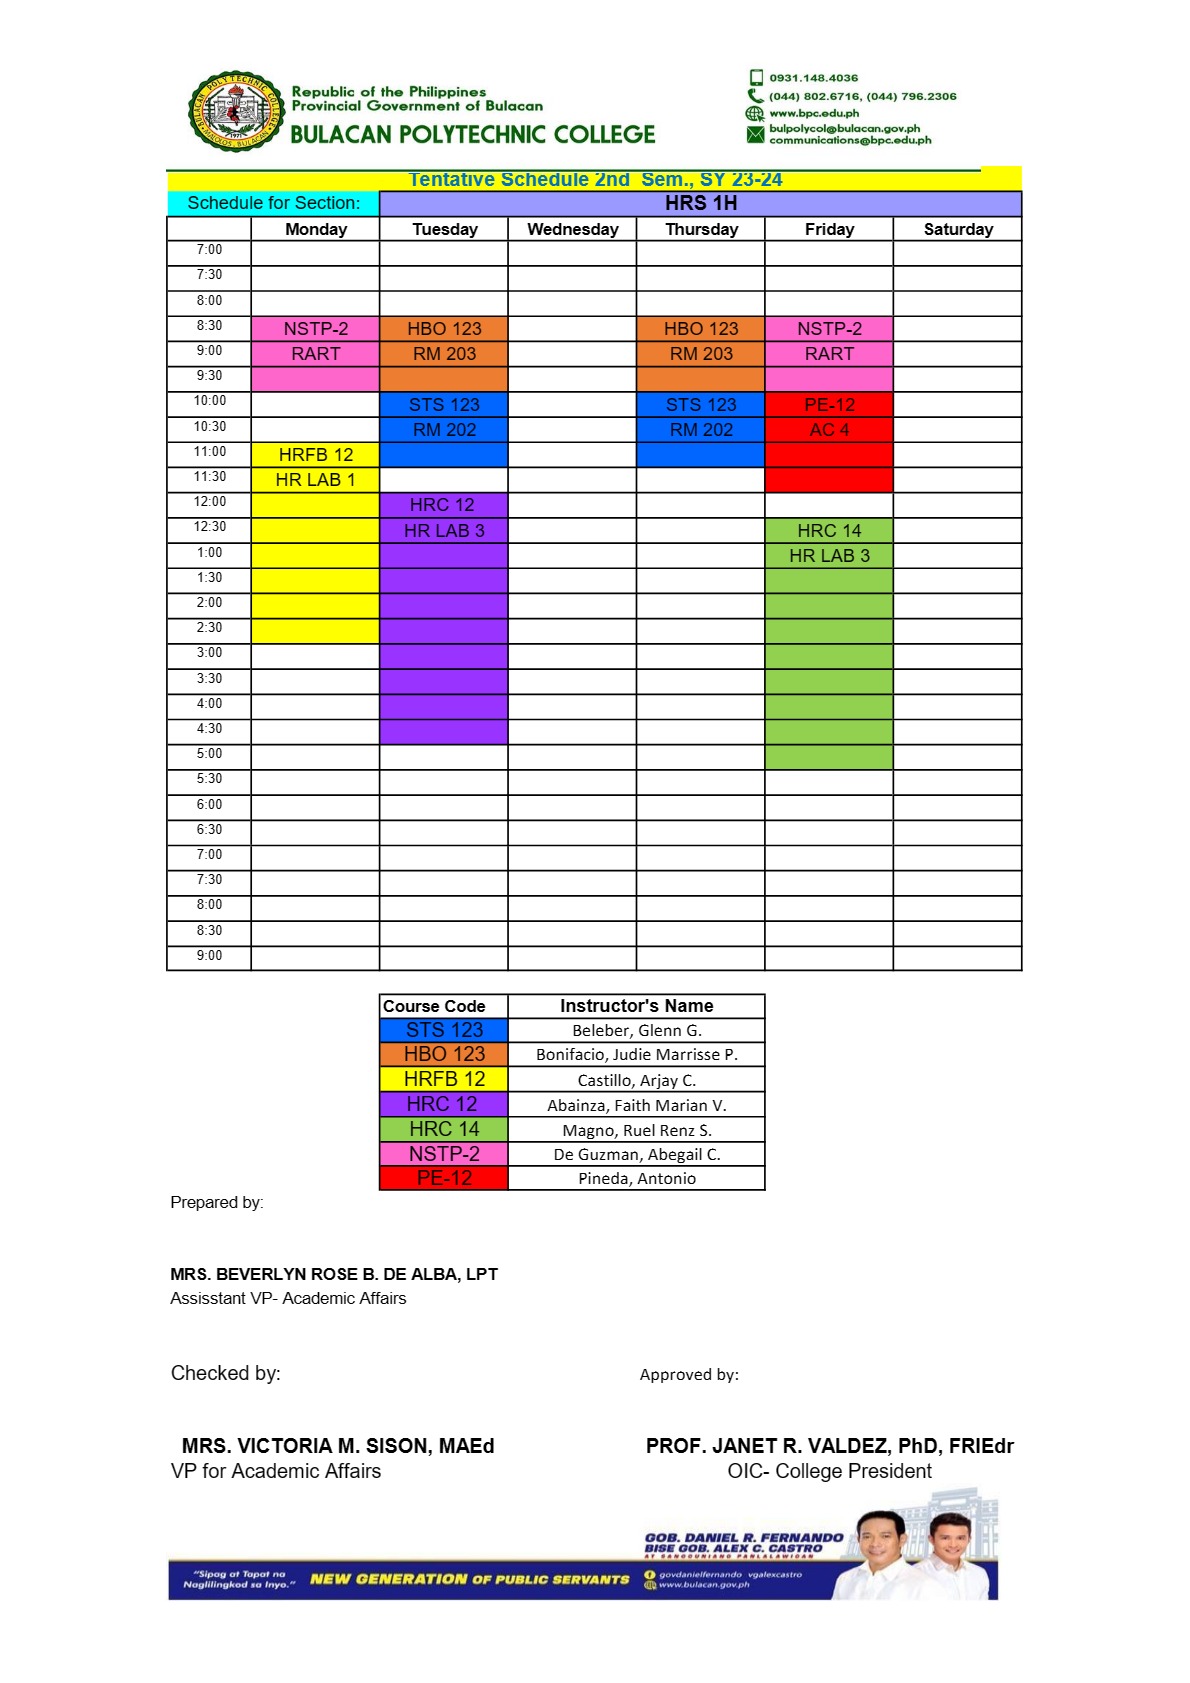 Republic of the Philippines
Provincial Government of Bulacan
BULACAN POLYTECHNIC COLLEGE
BULACAN POLYTECHNIC COLLEGE
MALOLOS, BULACAN
1971
0931.148.4036
(044) 802.6716, (044) 796.2306
www.bpc.edu.ph
bulpolycol@bulacan.gov.ph
communications@bpc.edu.ph
Tentative Schedule 2nd Sem., SY 23-24
Schedule for Section: HRS 1H
Monday Tuesday Wednesday Thursday Friday Saturday
7:00
7:30
8:00
8:30 NSTP-2 HBO 123 HBO 123 NSTP-2
9:00 RART RM 203 RM 203 RART
9:30
10:00 STS 123 STS 123 PE-12
10:30 RM 202 RM 202 AC 4
11:00 HRFB 12
11:30 HR LAB 1
12:00 HRC 12
12:30 HR LAB 3 HRC 14
1:00 HR LAB 3
1:30
2:00
2:30
3:00
3:30
4:00
4:30
5:00
5:30
6:00
6:30
7:00
7:30
8:00
8:30
9:00
Course Code Instructor's Name
STS 123 Beleber, Glenn G.
HBO 123 Bonifacio, Judie Marrisse P.
HRFB 12 Castillo, Arjay C.
HRC 12 Abainza, Faith Marian V.
HRC 14 Magno, Ruel Renz S.
NSTP-2 De Guzman, Abegail C.
PE-12 Pineda, Antonio
Prepared by:
MRS. BEVERLYN ROSE B. DE ALBA, LPT
Assisstant VP- Academic Affairs
Checked by: Approved by:
MRS. VICTORIA M. SISON, MAEd PROF. JANET R. VALDEZ, PhD, FRIEdr
VP for Academic Affairs OIC- College President
GOB. DANIEL R. FERNANDO
BISE GOB. ALEX C. CASTRO
AT SANGGUNIANG PANLALAWIGAN
"Sipag at Tapat na
Naglilingkod sa Inyo."
NEW GENERATION OF PUBLIC SERVANTS
govdanielfernando vgalexcastro
www.bulacan.gov.ph